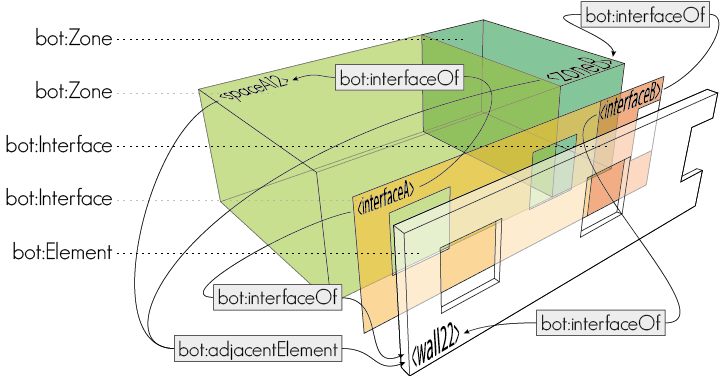 bot:interfaceOf
bot:Zone
<zoneB>
bot:interfaceOf
<spaceA12>
bot:Zone
<interfaceB>
bot:Interface
bot:Interface
<interfaceA>
bot:Element
bot:interfaceOf
bot:interfaceOf
bot:adjacentElement
<wall22>